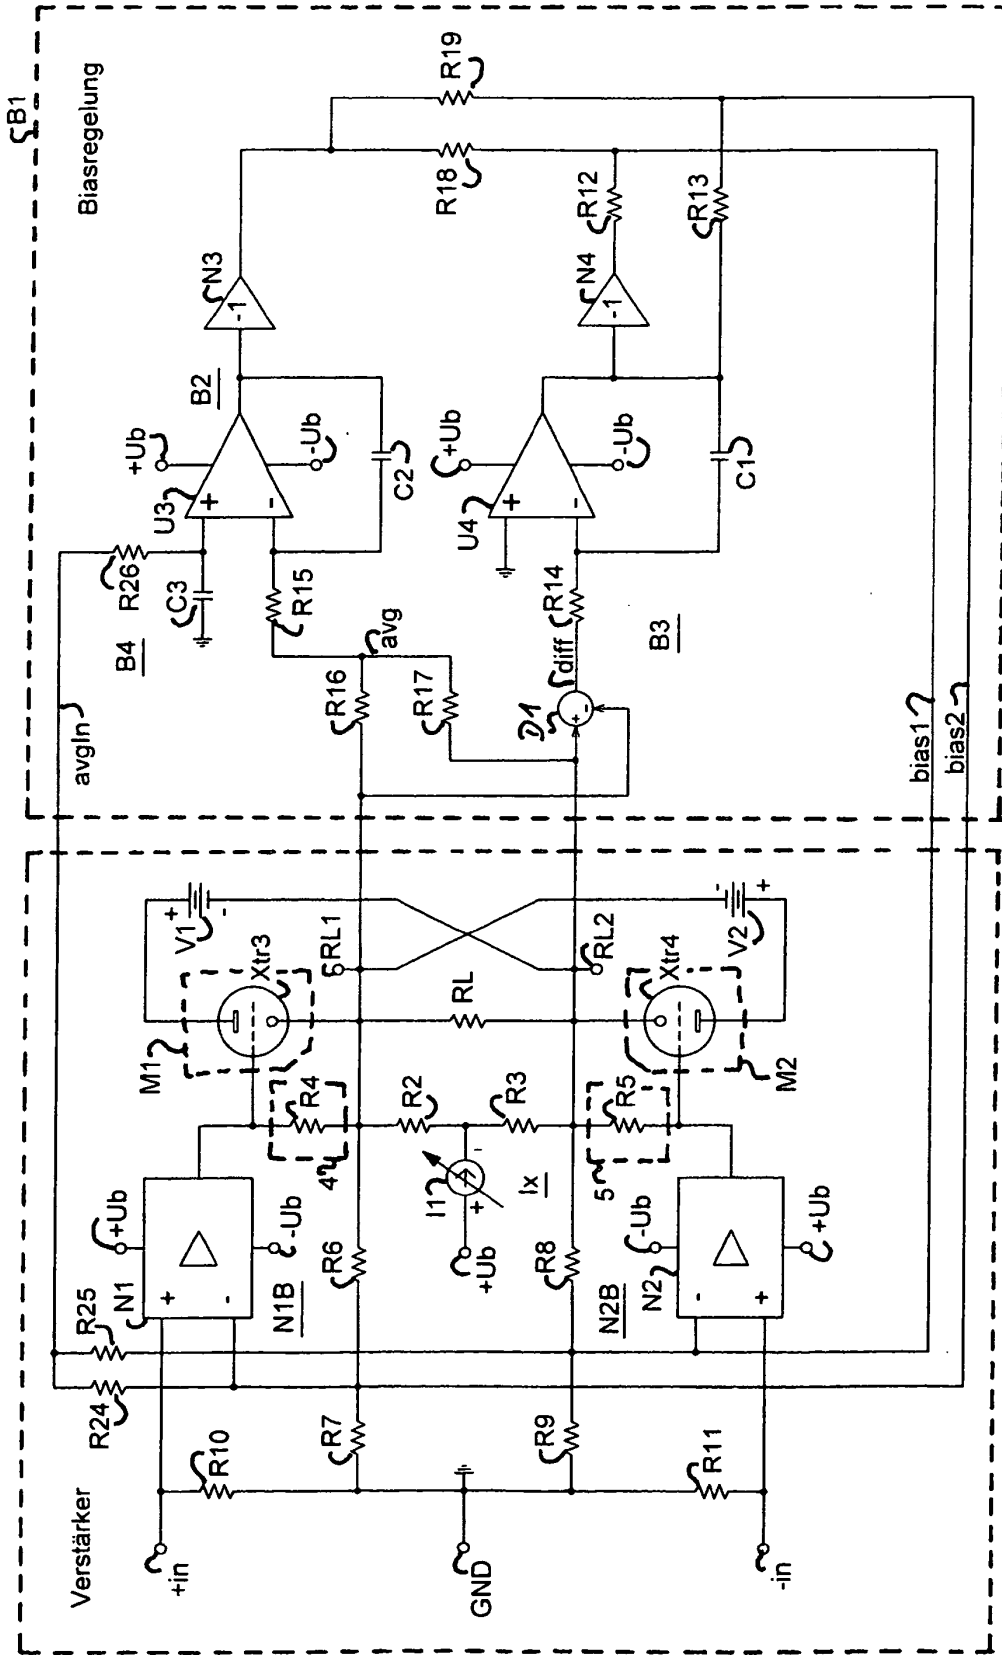 B1
Verstärker
Biasregelung
+in
GND
-in
R10
R11
R24
R25
R7
R9
N1
+
-
+Ub
-Ub
N1B
R6
R8
N2B
N2
-
+
-Ub
+Ub
4
R4
R2
I1
+
-
Ix
+Ub
R3
5
R5
M1
Xtr3
RL
Xtr4
M2
V1
+
-
RL1
RL2
V2
-
+
avgIn
B4
R26
C3
R16
R17
avg
R15
D1
+
-
diff
R14
B3
U3
+
-
+Ub
-Ub
B2
C2
N3
-1
U4
+
-
+Ub
-Ub
C1
N4
-1
R12
R13
R18
R19
bias1
bias2